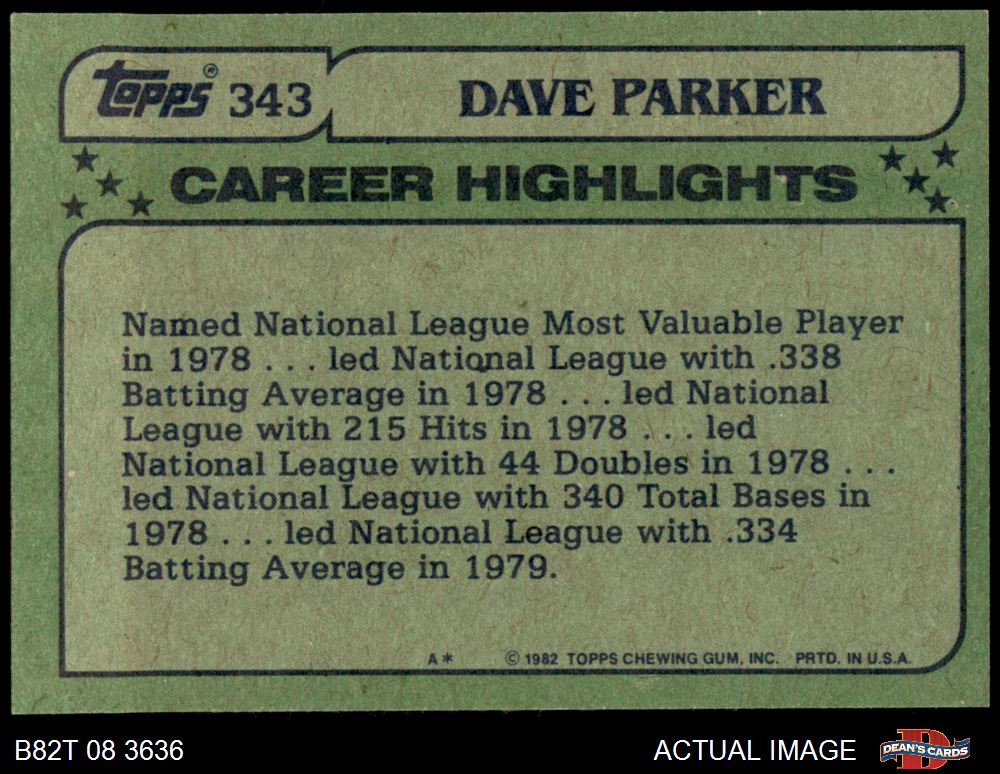 Topps® 343 DAVE PARKER
CAREER HIGHLIGHTS
Named National League Most Valuable Player
in 1978 . . . led National League with .338
Batting Average in 1978 . . . led National
League with 215 Hits in 1978 . . . led
National League with 44 Doubles in 1978 . . .
led National League with 340 Total Bases in
1978 . . . led National League with .334
Batting Average in 1979.
A* © 1982 TOPPS CHEWING GUM, INC. PRTD. IN U.S.A.
B82T 08 3636 ACTUAL IMAGE DEAN'S CARDS